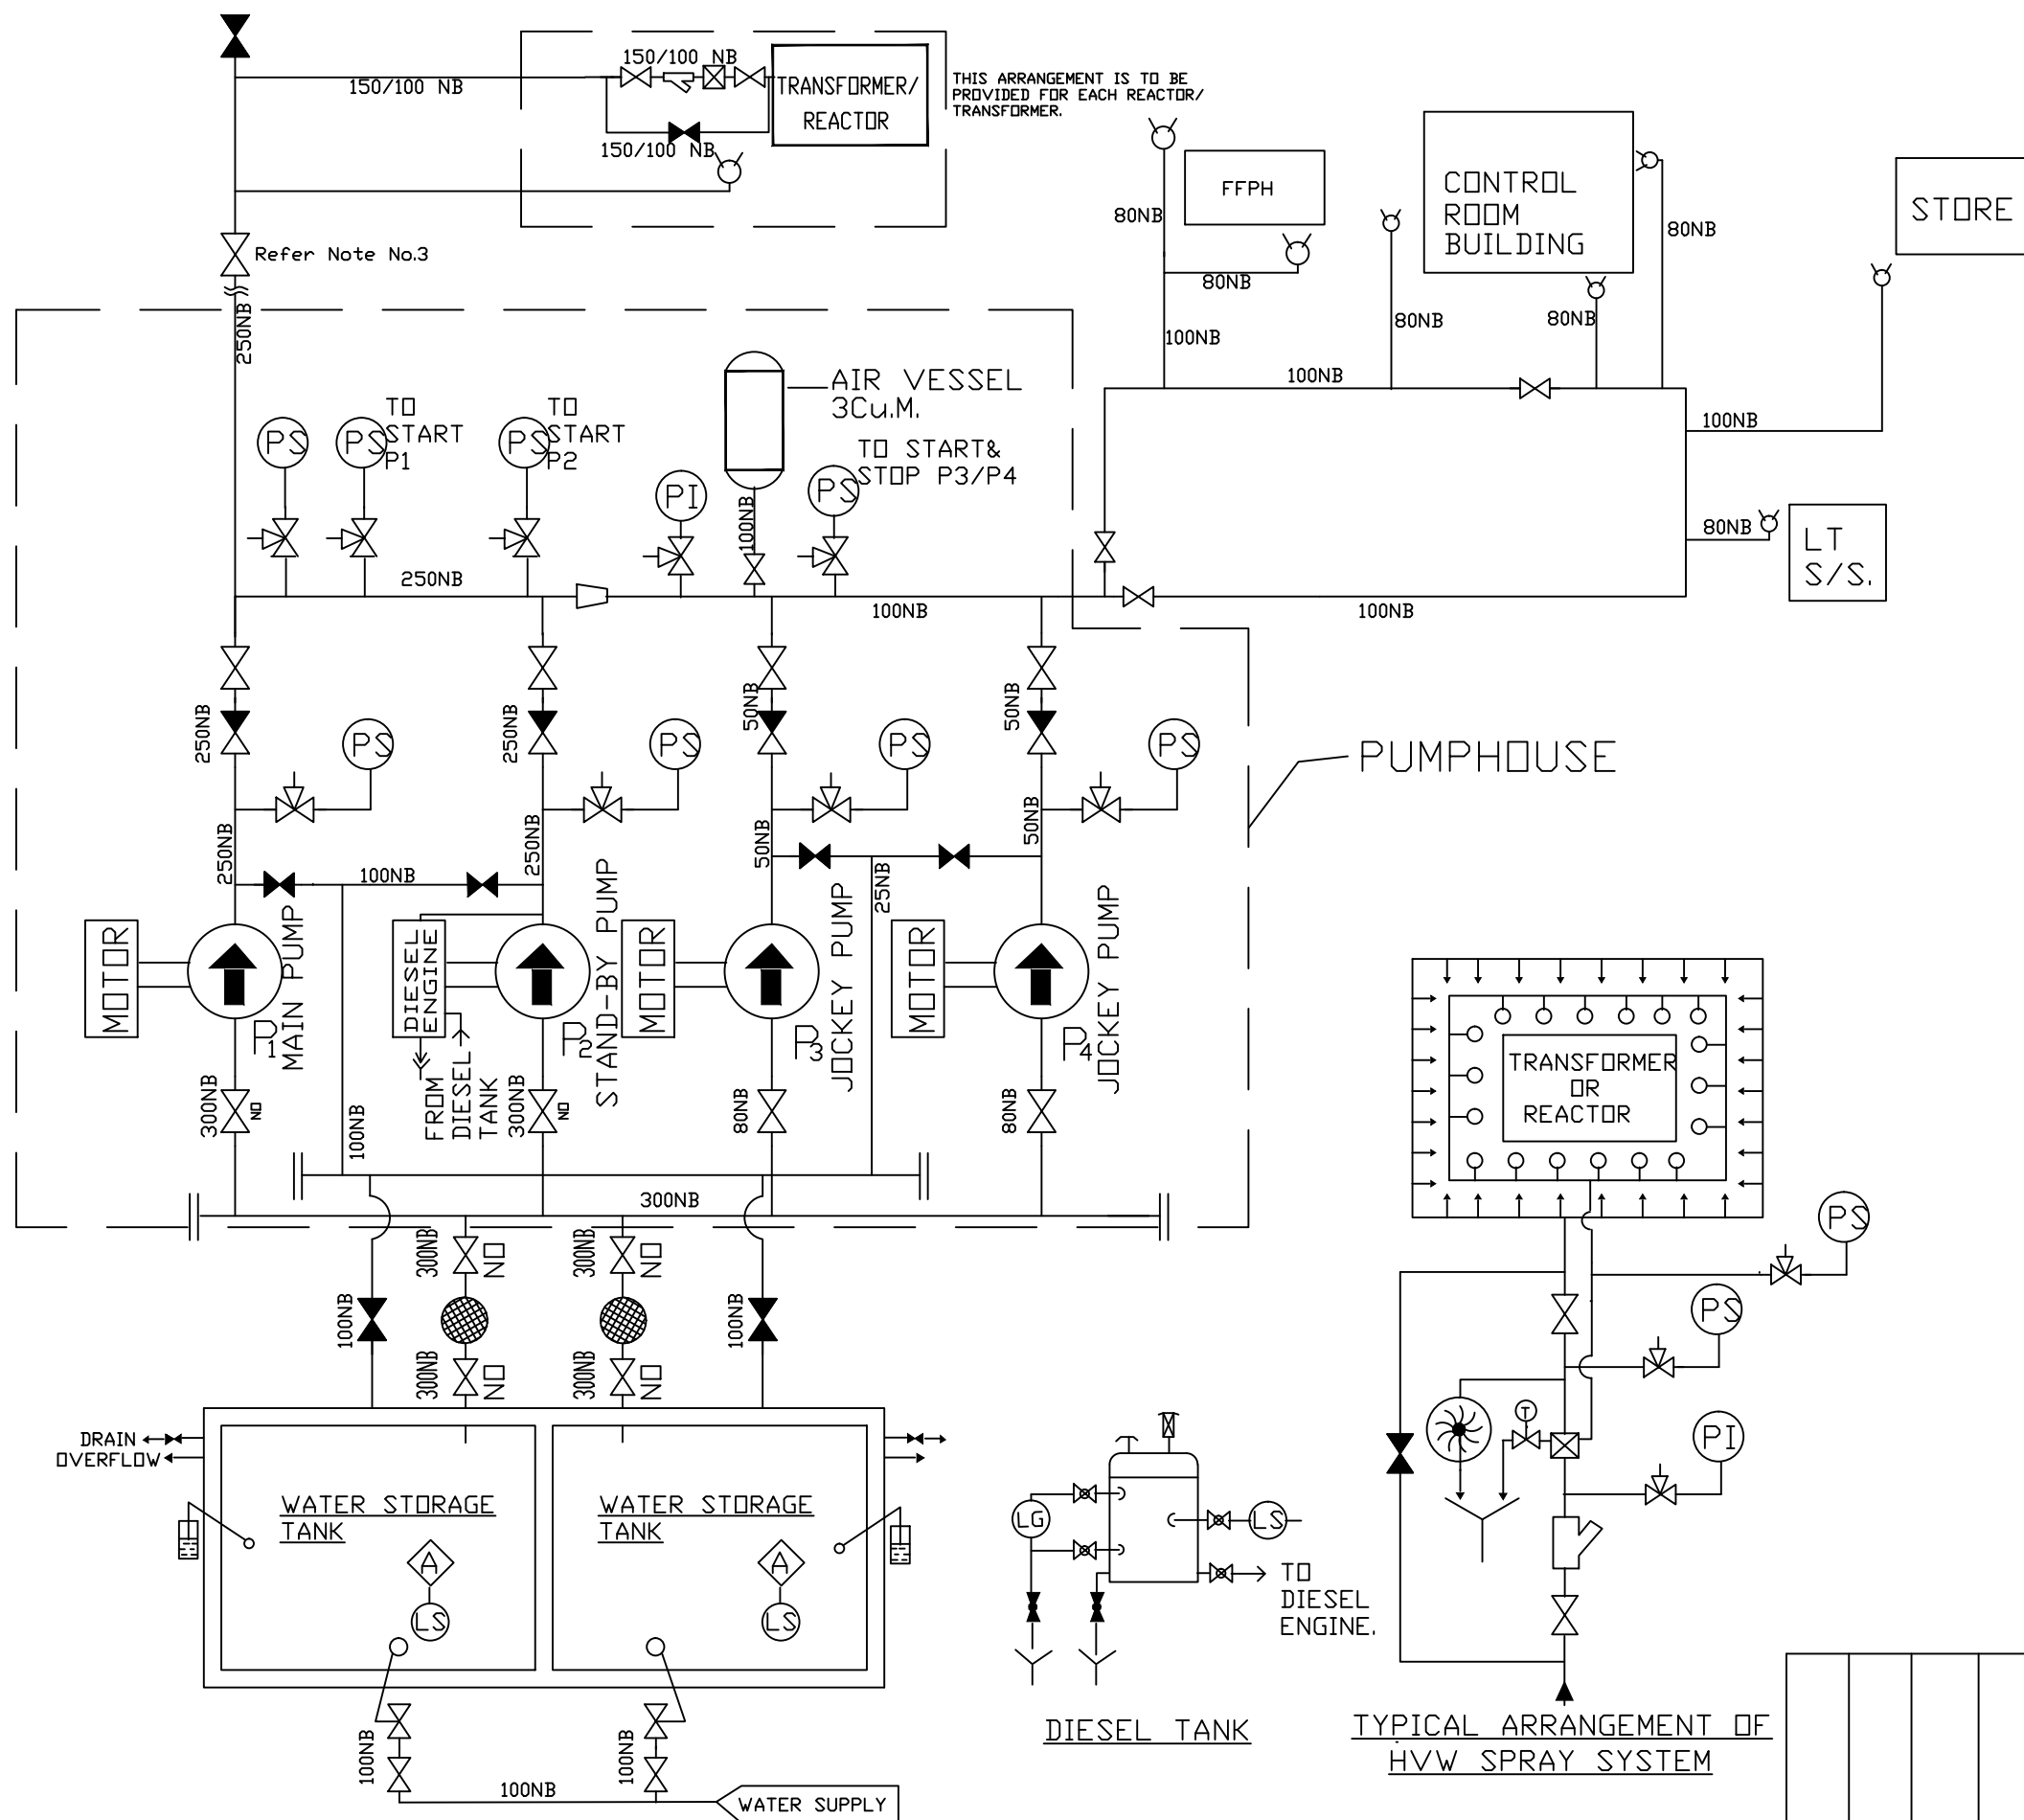 150/100 NB
150/100 NB
TRANSFORMER/
REACTOR
150/100 NB
THIS ARRANGEMENT IS TO BE
PROVIDED FOR EACH REACTOR/
TRANSFORMER.
Refer Note No.3
250NB
80NB
FFPH
80NB
100NB
CONTROL
ROOM
BUILDING
80NB
80NB
80NB
STORE
100NB
100NB
80NB
LT
S/S.
100NB
AIR VESSEL
3Cu.M.
PS
PS
TO
START
P1
PS
TO
START
P2
PI
100NB
PS
TO START&
STOP P3/P4
250NB
100NB
250NB
PS
250NB
PS
50NB
PS
50NB
PS
PUMPHOUSE
250NB
250NB
50NB
50NB
100NB
25NB
MOTOR
P1
MAIN PUMP
DIESEL
ENGINE
P2
STAND-BY PUMP
MOTOR
P3
JOCKEY PUMP
MOTOR
P4
JOCKEY PUMP
FROM
DIESEL
TANK
300NB
NO
300NB
NO
80NB
80NB
100NB
300NB
300NB
NO
300NB
NO
100NB
100NB
300NB
NO
300NB
NO
DRAIN
OVERFLOW
WATER STORAGE
TANK
A
LS
WATER STORAGE
TANK
A
LS
100NB
100NB
100NB
WATER SUPPLY
LG
LS
TO
DIESEL
ENGINE.
DIESEL TANK
TRANSFORMER
OR
REACTOR
PS
PS
T
PI
TYPICAL ARRANGEMENT OF
HVW SPRAY SYSTEM